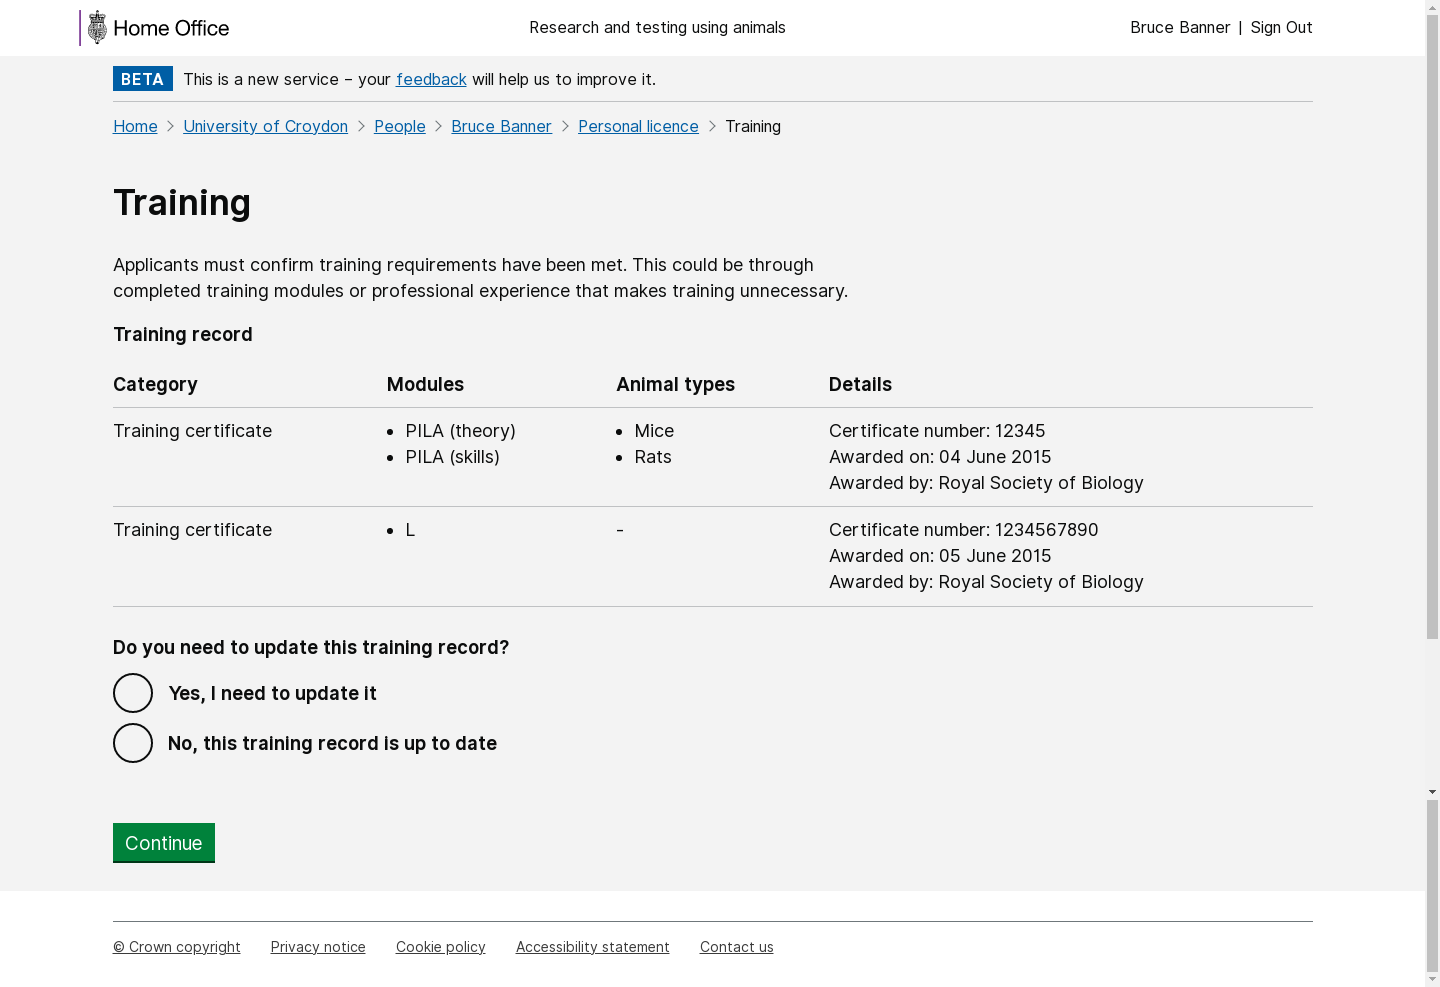 Home Office
Research and testing using animals
Bruce Banner | Sign Out
BETA This is a new service – your feedback will help us to improve it.
Home > University of Croydon > People > Bruce Banner > Personal licence > Training
Training
Applicants must confirm training requirements have been met. This could be through
completed training modules or professional experience that makes training unnecessary.
Training record
Category Modules Animal types Details
Training certificate
• PILA (theory)
• PILA (skills)
• Mice
• Rats
Certificate number: 12345
Awarded on: 04 June 2015
Awarded by: Royal Society of Biology
Training certificate
• L
-
Certificate number: 1234567890
Awarded on: 05 June 2015
Awarded by: Royal Society of Biology
Do you need to update this training record?
Yes, I need to update it
No, this training record is up to date
Continue
© Crown copyright Privacy notice Cookie policy Accessibility statement Contact us